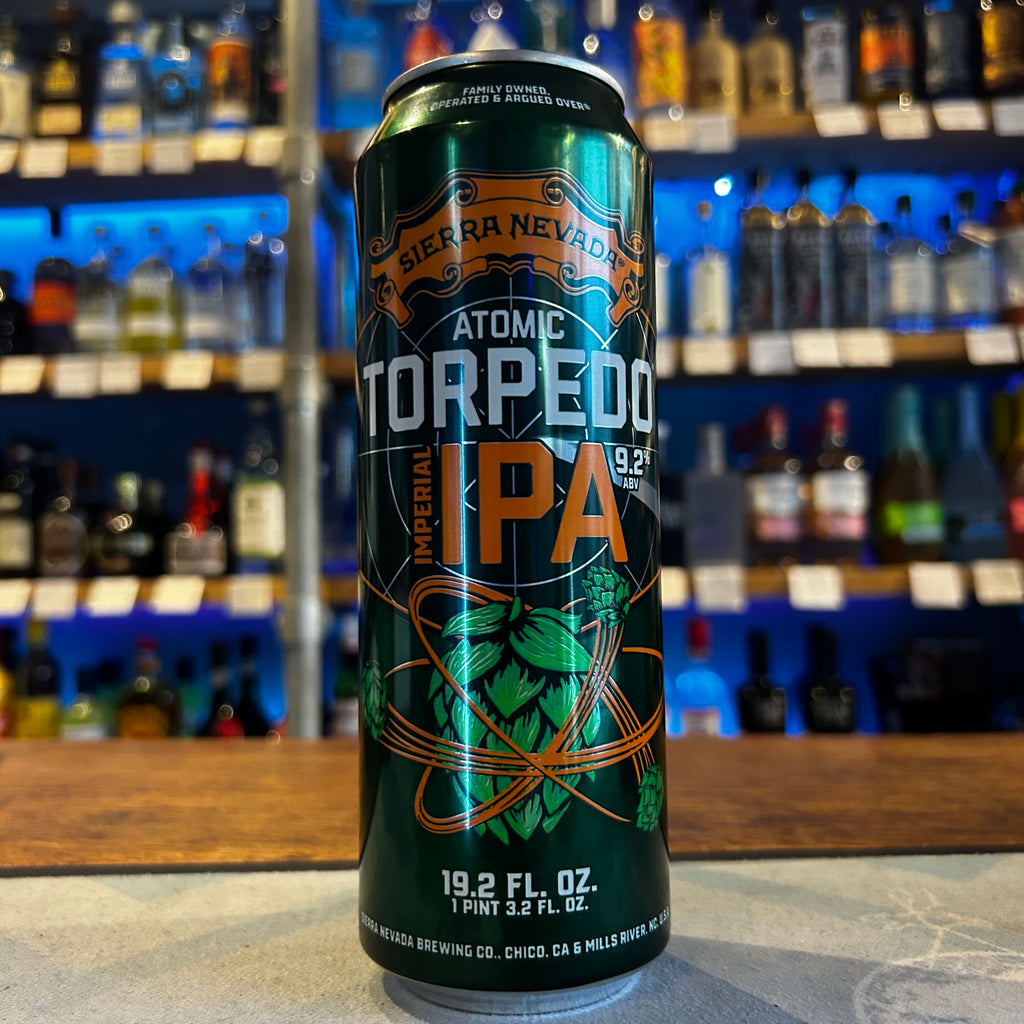 FAMILY OWNED,
OPERATED & ARGUED OVER®
SIERRA NEVADA®
ATOMIC
TORPEDO
IMPERIAL
IPA
9.2%
ABV
19.2 FL. OZ.
1 PINT 3.2 FL. OZ.
SIERRA NEVADA BREWING CO., CHICO, CA & MILLS RIVER, NC, USA